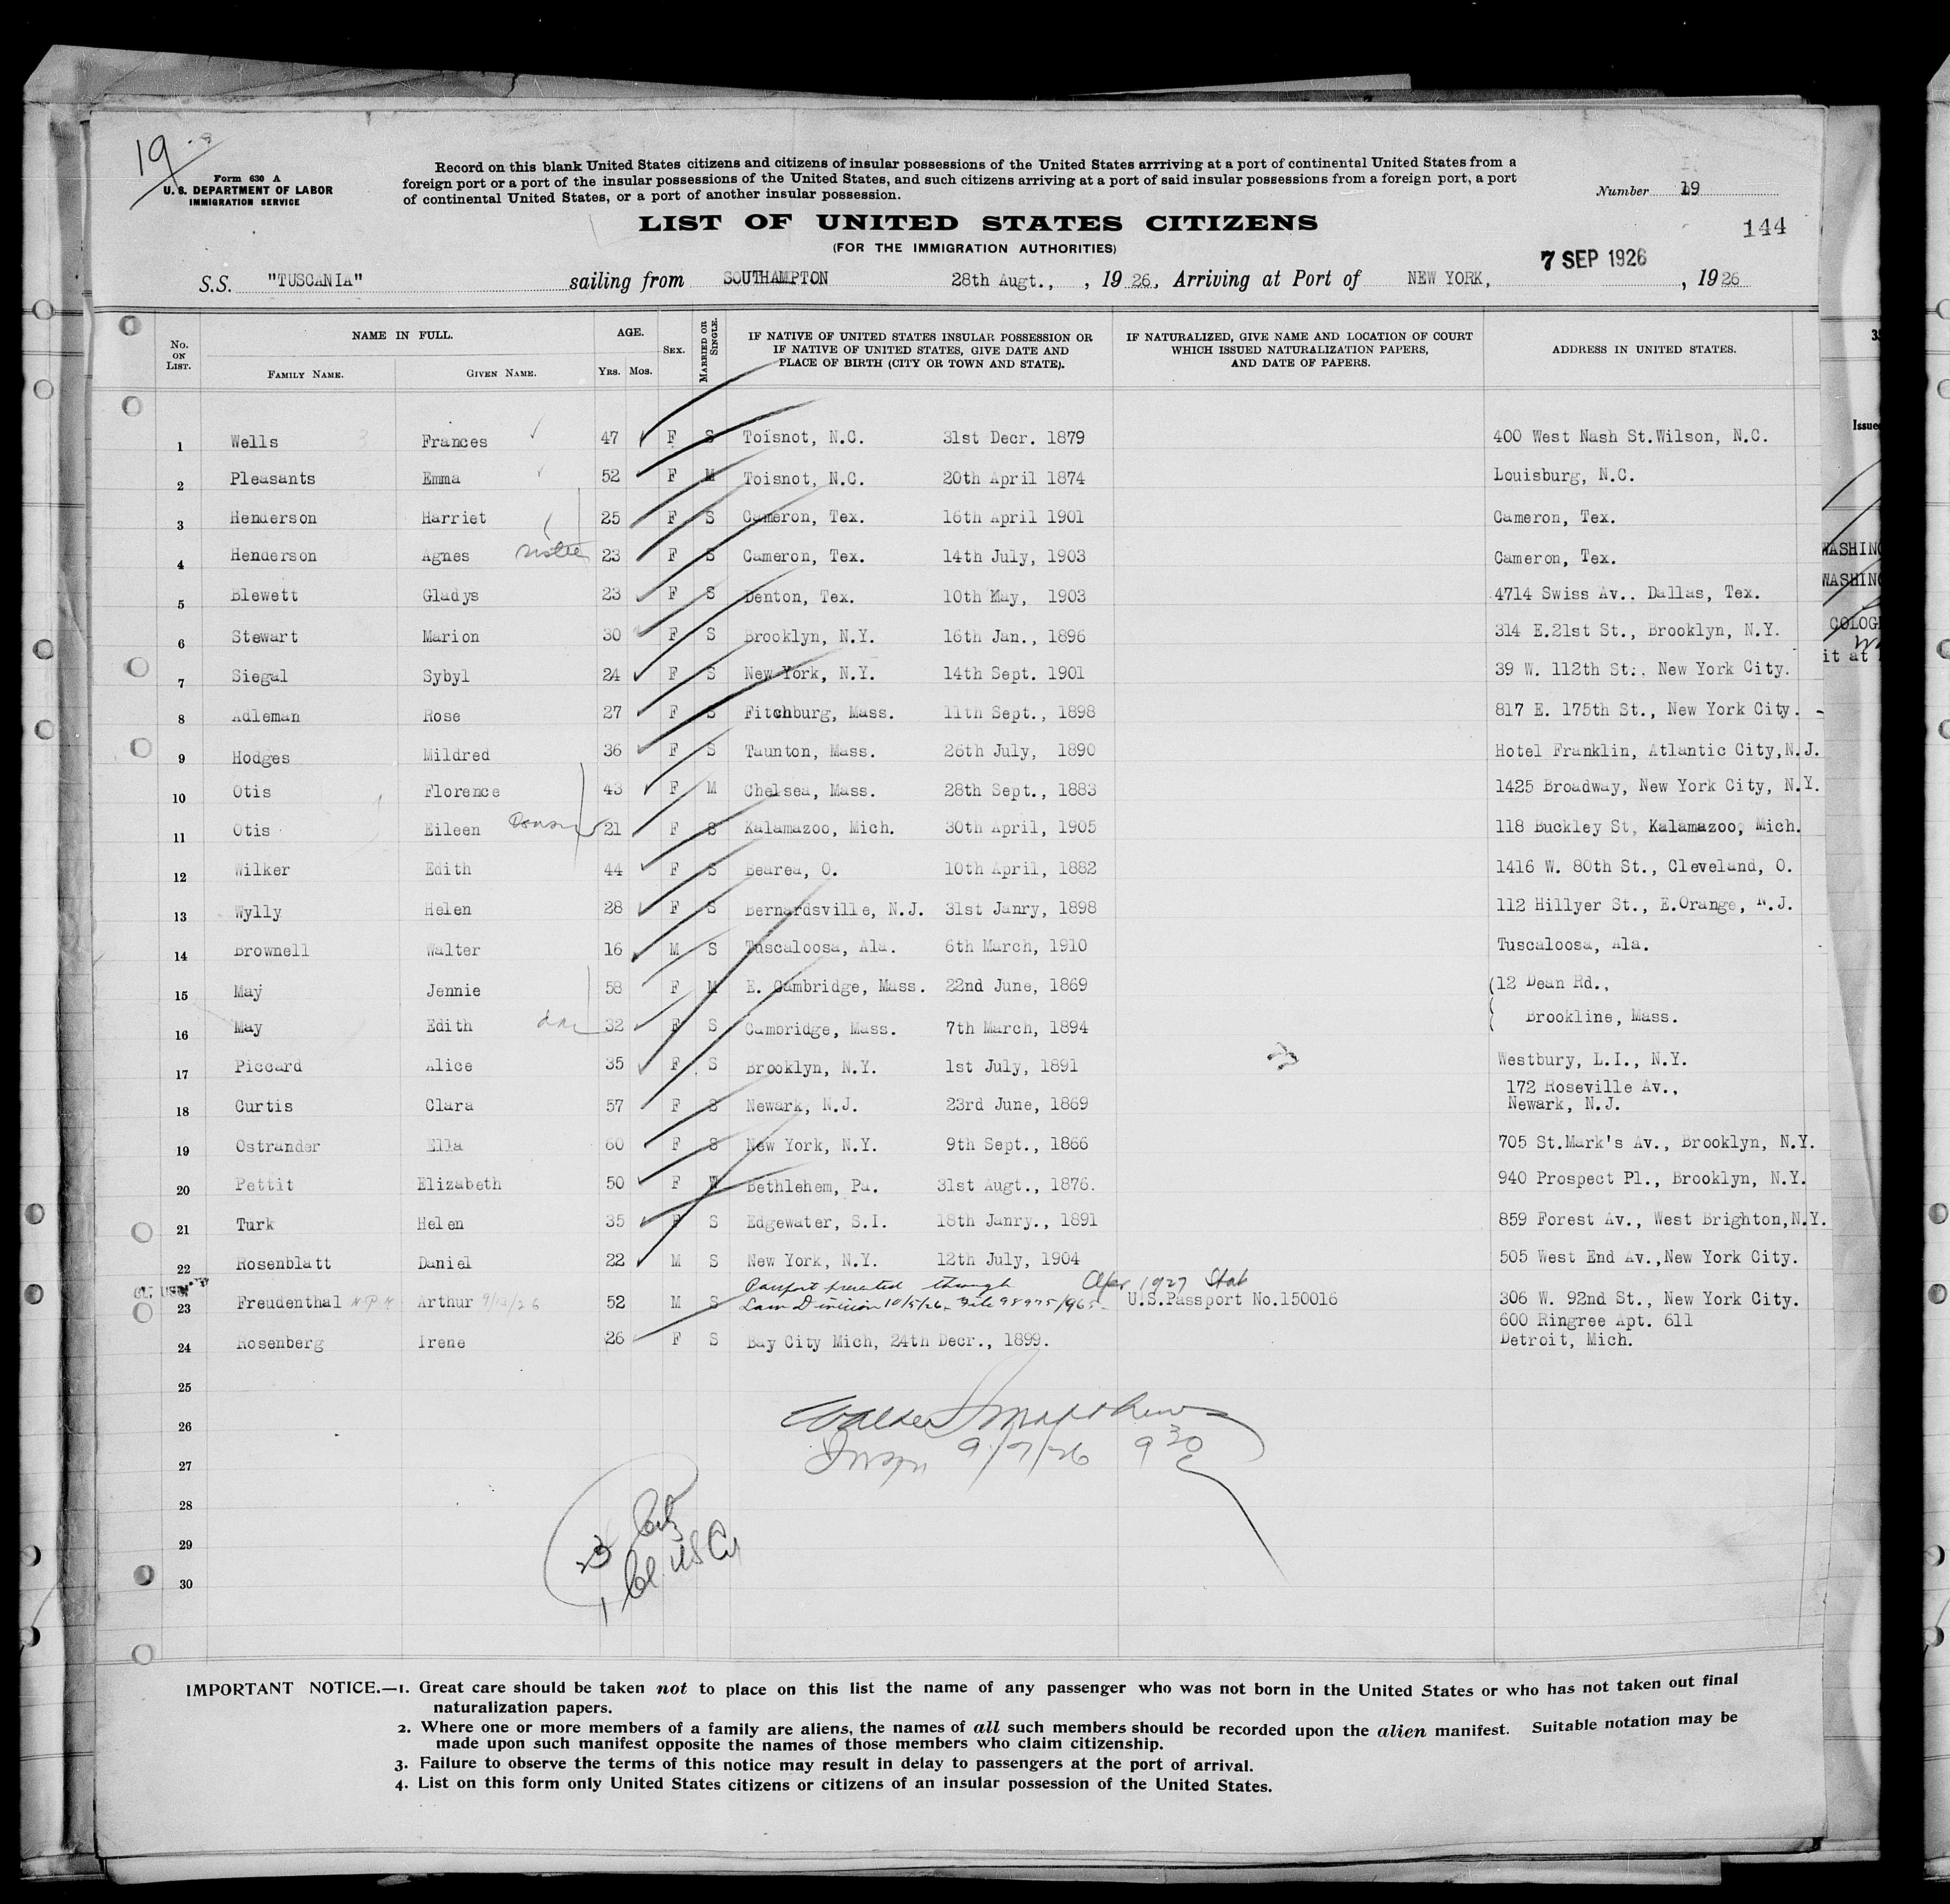 19
Form 630 A
U. S. DEPARTMENT OF LABOR
IMMIGRATION SERVICE
Record on this blank United States citizens and citizens of insular possessions of the United States arrriving at a port of continental United States from a
foreign port or a port of the insular possessions of the United States, and such citizens arriving at a port of said insular possessions from a foreign port, a port
of continental United States, or a port of another insular possession.
Number 19
LIST OF UNITED STATES CITIZENS
144
(FOR THE IMMIGRATION AUTHORITIES)
7 SEP 1926
S.S. "TUSCANIA" sailing from SOUTHAMPTON 28th Augt., , 1926, Arriving at Port of NEW YORK, , 1926
No. ON LIST. NAME IN FULL. FAMILY NAME. GIVEN NAME. AGE. YRS. MOS. SEX. MARRIED OR SINGLE. IF NATIVE OF UNITED STATES INSULAR POSSESSION OR IF NATIVE OF UNITED STATES, GIVE DATE AND PLACE OF BIRTH (CITY OR TOWN AND STATE). IF NATURALIZED, GIVE NAME AND LOCATION OF COURT WHICH ISSUED NATURALIZATION PAPERS, AND DATE OF PAPERS. ADDRESS IN UNITED STATES.
1 Wells Frances 47 F S Toisnot, N.C. 31st Decr. 1879 400 West Nash St.Wilson, N.C.
2 Pleasants Emma 52 F M Toisnot, N.C. 20th April 1874 Louisburg, N.C.
3 Henderson Harriet 25 F S Cameron, Tex. 16th April 1901 Cameron, Tex.
4 Henderson Agnes sister 23 F S Cameron, Tex. 14th July, 1903 Cameron, Tex.
5 Blewett Gladys 23 F S Denton, Tex. 10th May, 1903 4714 Swiss Av.. Dallas, Tex.
6 Stewart Marion 30 F S Brooklyn, N.Y. 16th Jan., 1896 314 E.21st St., Brooklyn, N.Y.
7 Siegal Sybyl 24 F S New York, N.Y. 14th Sept. 1901 39 W. 112th St., New York City.
8 Adleman Rose 27 F S Fitchburg, Mass. 11th Sept., 1898 817 E. 175th St., New York City.
9 Hodges Mildred 36 F S Taunton, Mass. 26th July, 1890 Hotel Franklin, Atlantic City,N.J.
10 Otis Florence 43 F M Chelsea, Mass. 28th Sept., 1883 1425 Broadway, New York City, N.Y.
11 Otis Eileen 21 F S Kalamazoo, Mich. 30th April, 1905 118 Buckley St, Kalamazoo, Mich.
12 Wilker Edith 44 F S Bearea, O. 10th April, 1882 1416 W. 80th St., Cleveland, O.
13 Wylly Helen 28 F S Bernardsville, N.J. 31st Janry, 1898 112 Hillyer St., E.Orange, N.J.
14 Brownell Walter 16 M S Tuscaloosa, Ala. 6th March, 1910 Tuscaloosa, Ala.
15 May Jennie 58 F M E. Cambridge, Mass. 22nd June, 1869 (12 Dean Rd.,
16 May Edith 32 F S Cambridge, Mass. 7th March, 1894 Brookline, Mass.
17 Piccard Alice 35 F S Brooklyn, N.Y. 1st July, 1891 Westbury, L.I., N.Y.
18 Curtis Clara 57 F S Newark, N.J. 23rd June, 1869 172 Roseville Av., Newark, N.J.
19 Ostrander Ella 60 F S New York, N.Y. 9th Sept., 1866 705 St.Mark's Av., Brooklyn, N.Y.
20 Pettit Elizabeth 50 F W Bethlehem, Pa. 31st Augt., 1876. 940 Prospect Pl., Brooklyn, N.Y.
21 Turk Helen 35 F S Edgewater, S.I. 18th Janry., 1891 859 Forest Av., West Brighton,N.Y.
22 Rosenblatt Daniel 22 M S New York, N.Y. 12th July, 1904 505 West End Av.,New York City.
through 1927
23 Freudenthal Arthur 52 M S Law Division 10/5/26 File 98975/965 U.S.Passport No.150016 306 W. 92nd St., New York City.
24 Rosenberg Irene 26 F S Bay City Mich, 24th Decr., 1899. 600 Ringree Apt. 611 Detroit, Mich.
25
26
Walter Matthews
27
Inspr 9/7/26 9 30
28
29
23
30
1
IMPORTANT NOTICE.—1. Great care should be taken not to place on this list the name of any passenger who was not born in the United States or who has not taken out final
naturalization papers.
2. Where one or more members of a family are aliens, the names of all such members should be recorded upon the alien manifest. Suitable notation may be
made upon such manifest opposite the names of those members who claim citizenship.
3. Failure to observe the terms of this notice may result in delay to passengers at the port of arrival.
4. List on this form only United States citizens or citizens of an insular possession of the United States.